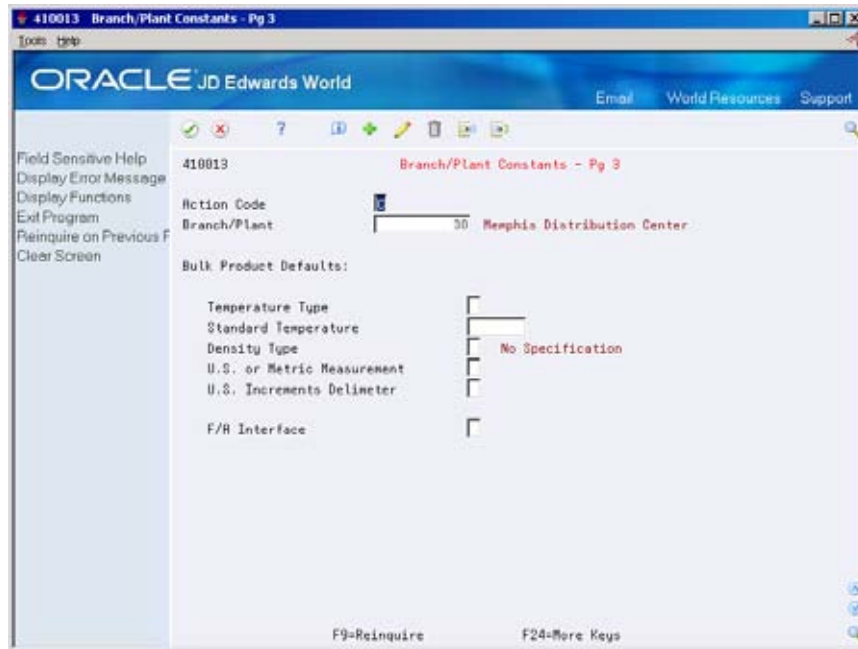 410013 Branch/Plant Constants - Pg 3
Tools Help
ORACLE JD Edwards World
Email World Resources Support
?
Field Sensitive Help
Display Error Message
Display Functions
Exit Program
Reinquire on Previous F
Clear Screen
410013 Branch/Plant Constants - Pg 3
Action Code
Branch/Plant 30 Memphis Distribution Center
Bulk Product Defaults:
Temperature Type
Standard Temperature
Density Type No Specification
U.S. or Metric Measurement
U.S. Increments Delimeter
F/A Interface
F9=Reinquire F24=More Keys